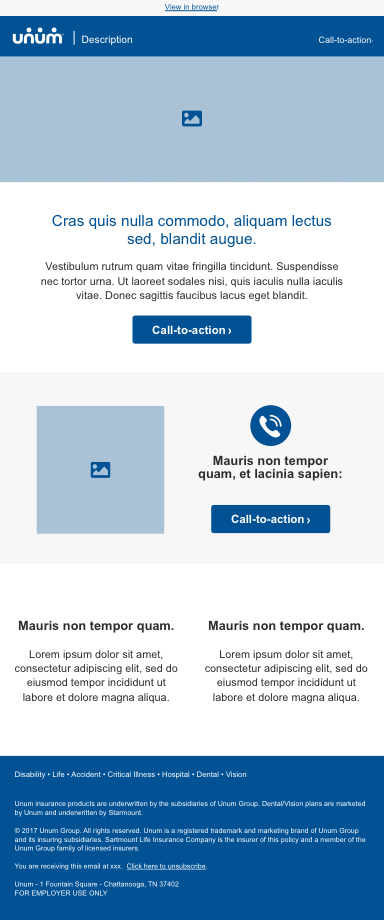 View in browser
unum | Description
Call-to-action›
Cras quis nulla commodo, aliquam lectus
sed, blandit augue.
Vestibulum rutrum quam vitae fringilla tincidunt. Suspendisse
nec tortor urna. Ut laoreet sodales nisi, quis iaculis nulla iaculis
vitae. Donec sagittis faucibus lacus eget blandit.
Call-to-action ›
Mauris non tempor
quam, et lacinia sapien:
Call-to-action ›
Mauris non tempor quam.
Lorem ipsum dolor sit amet,
consectetur adipiscing elit, sed do
eiusmod tempor incididunt ut
labore et dolore magna aliqua.
Mauris non tempor quam.
Lorem ipsum dolor sit amet,
consectetur adipiscing elit, sed do
eiusmod tempor incididunt ut
labore et dolore magna aliqua.
Disability • Life • Accident • Critical Illness • Hospital • Dental • Vision
Unum insurance products are underwritten by the subsidiaries of Unum Group. Dental/Vision plans are marketed
by Unum and underwritten by Starmount.
© 2017 Unum Group. All rights reserved. Unum is a registered trademark and marketing brand of Unum Group
and its insuring subsidiaries. Sartmount Life Insurance Company is the insurer of this policy and a member of the
Unum Group family of licensed insurers.
You are receiving this email at xxx. Click here to unsubscribe.
Unum - 1 Fountain Square - Chattanooga, TN 37402
FOR EMPLOYER USE ONLY